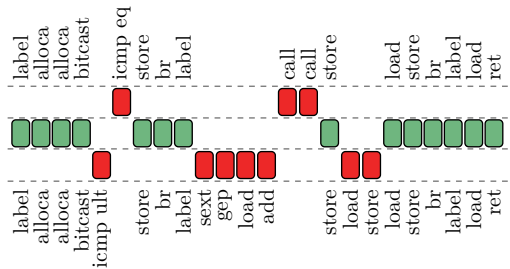 label
alloca
alloca
bitcast
icmp eq
store
br
label
call
call
store
load
store
br
label
load
ret
label
alloca
alloca
bitcast
icmp ult
store
br
label
sext
gep
load
add
store
load
store
load
store
br
label
load
ret